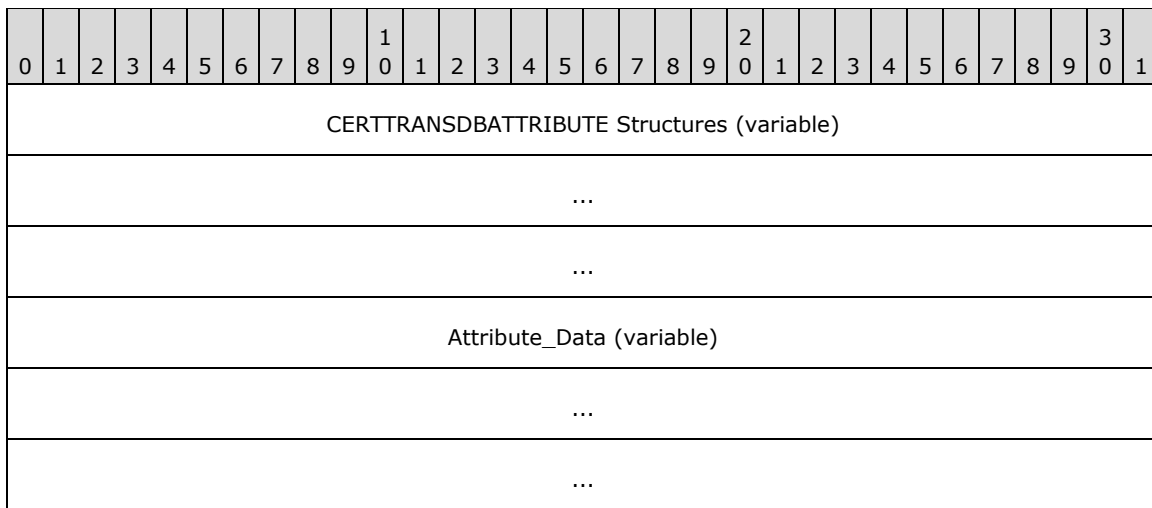 1 2 3
0 1 2 3 4 5 6 7 8 9 0 1 2 3 4 5 6 7 8 9 0 1 2 3 4 5 6 7 8 9 0 1
CERTTRANSDBATTRIBUTE Structures (variable)
...
...
Attribute_Data (variable)
...
...